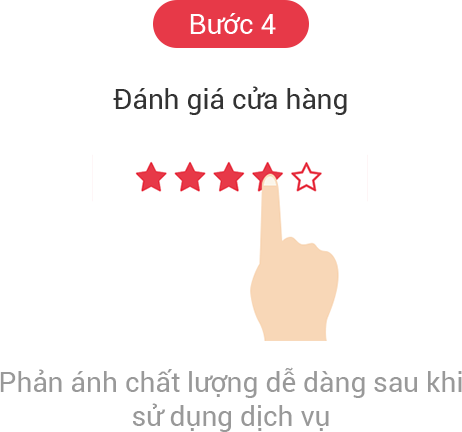 Bước 4
Đánh giá cửa hàng
Phản ánh chất lượng dễ dàng sau khi
sử dụng dịch vụ